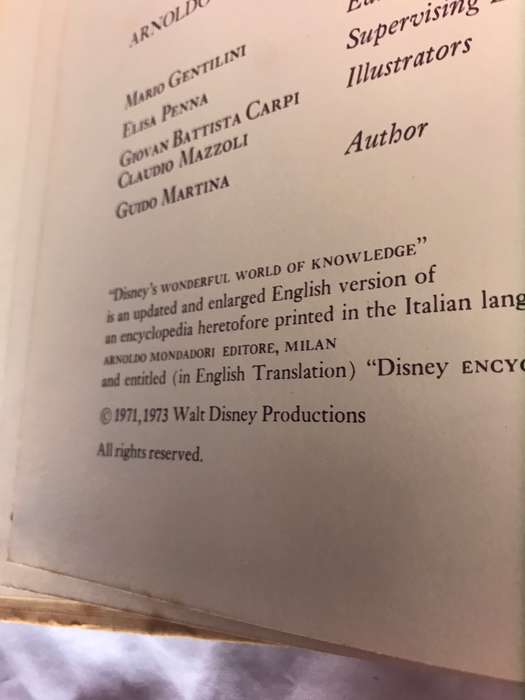 ARNOLDO
Mario Gentilini
Supervising
Elisa Penna
Illustrators
Giovan Battista Carpi
Claudio Mazzoli
Author
Guido Martina
"Disney's WONDERFUL WORLD OF KNOWLEDGE"
is an updated and enlarged English version of
an encyclopedia heretofore printed in the Italian lang
ARNOLDO MONDADORI EDITORE, MILAN
and entitled (in English Translation) "Disney ENCYC
© 1971, 1973 Walt Disney Productions
All rights reserved.